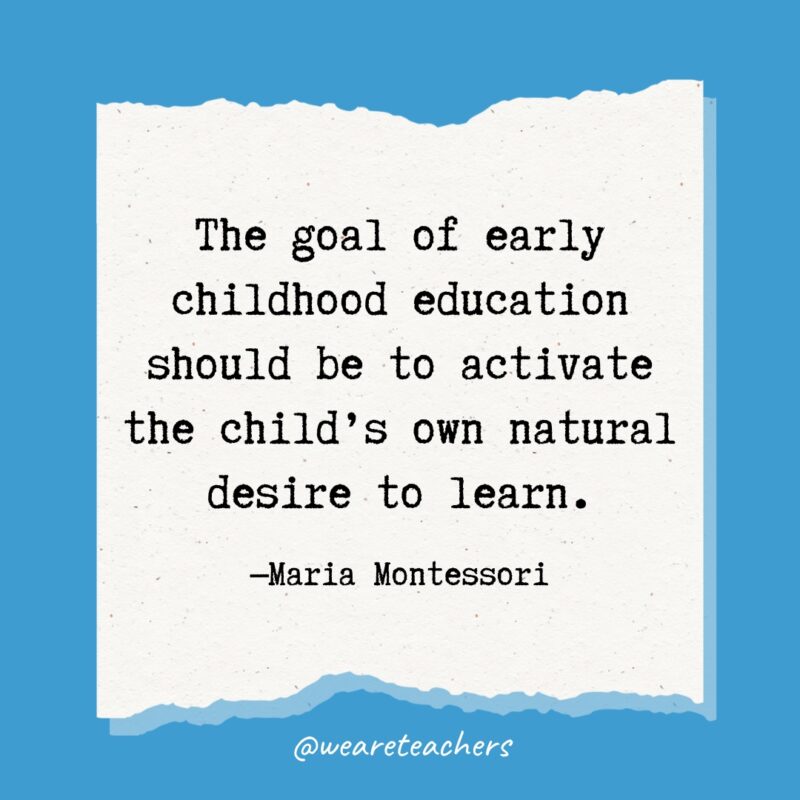 The goal of early
childhood education
should be to activate
the child's own natural
desire to learn.
—Maria Montessori
@weareteachers